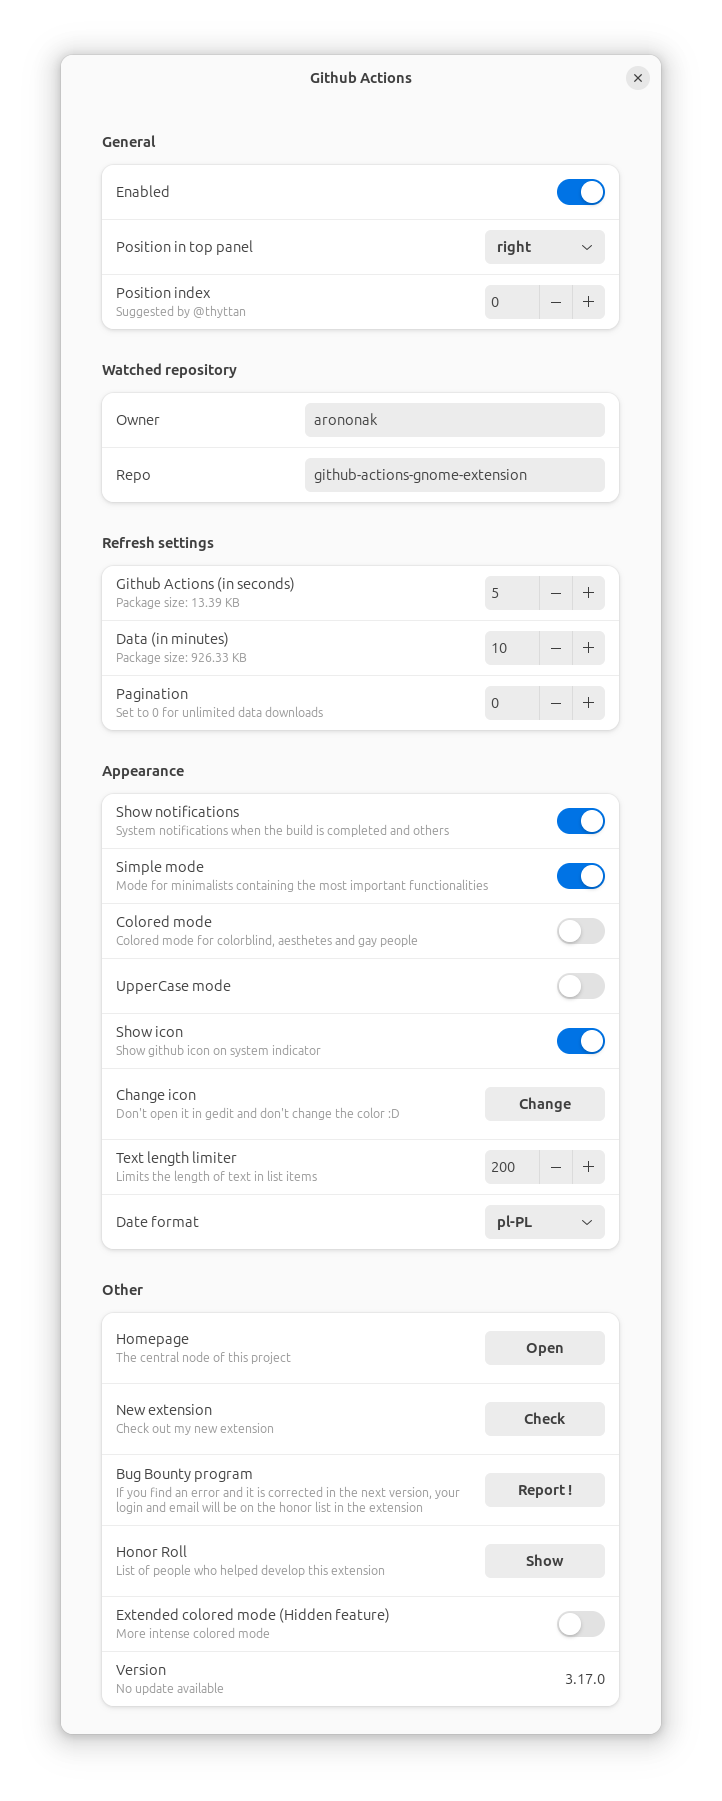 Github Actions
General
Enabled
Position in top panel
right
Position index
Suggested by @thyttan
0
Watched repository
Owner
arononak
Repo
github-actions-gnome-extension
Refresh settings
Github Actions (in seconds)
Package size: 13.39 KB
5
Data (in minutes)
Package size: 926.33 KB
10
Pagination
Set to 0 for unlimited data downloads
0
Appearance
Show notifications
System notifications when the build is completed and others
Simple mode
Mode for minimalists containing the most important functionalities
Colored mode
Colored mode for colorblind, aesthetes and gay people
UpperCase mode
Show icon
Show github icon on system indicator
Change icon
Don't open it in gedit and don't change the color :D
Change
Text length limiter
Limits the length of text in list items
200
Date format
pl-PL
Other
Homepage
The central node of this project
Open
New extension
Check out my new extension
Check
Bug Bounty program
If you find an error and it is corrected in the next version, your
login and email will be on the honor list in the extension
Report !
Honor Roll
List of people who helped develop this extension
Show
Extended colored mode (Hidden feature)
More intense colored mode
Version
No update available
3.17.0